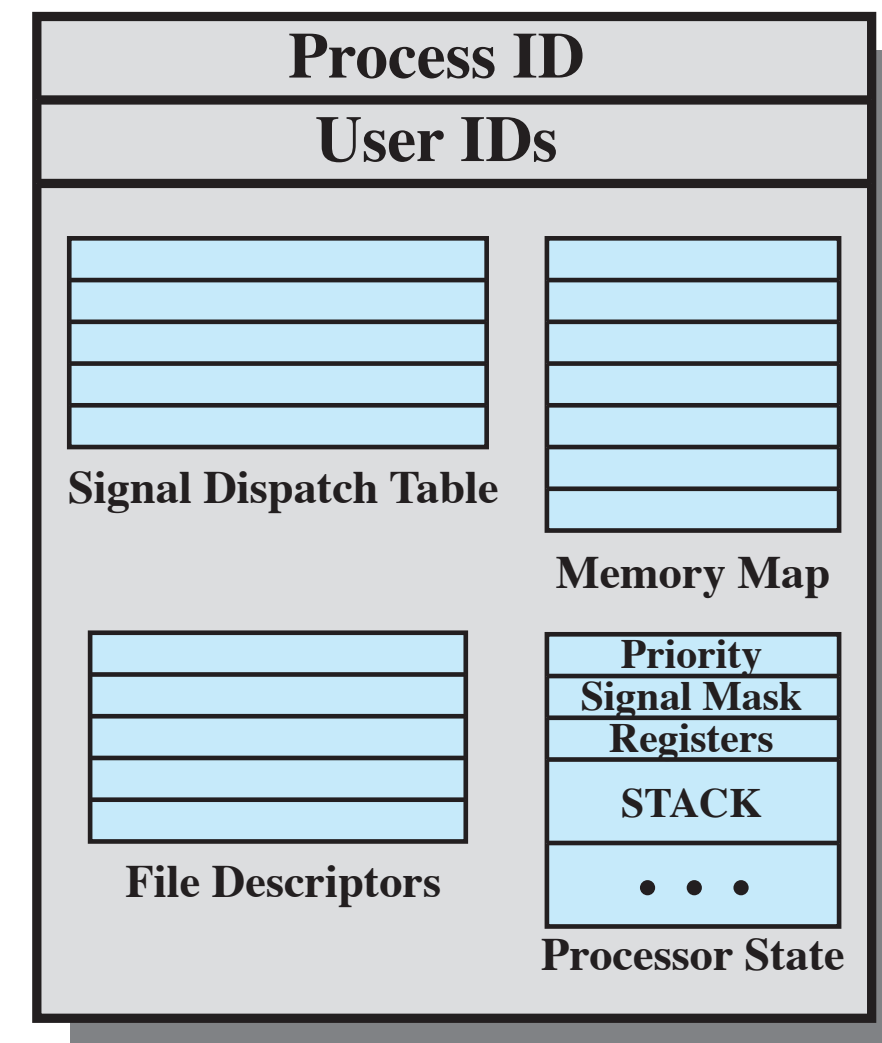 Process ID
User IDs
Signal Dispatch Table
Memory Map
File Descriptors
Priority
Signal Mask
Registers
STACK
• • •
Processor State